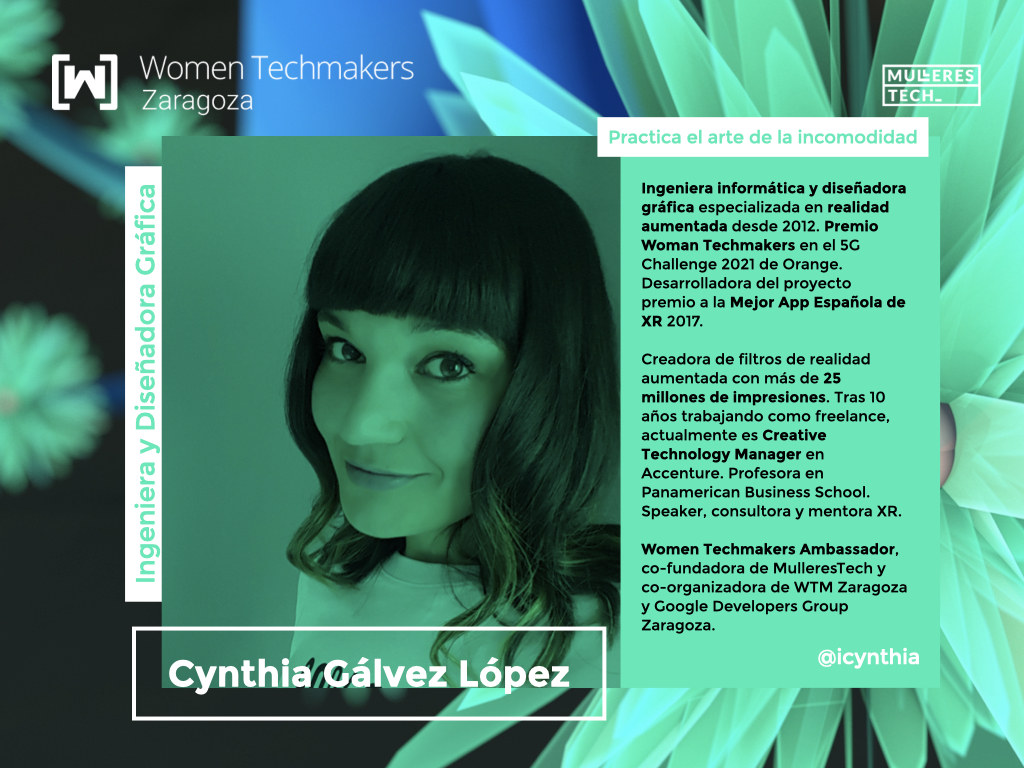 [W] Women Techmakers
Zaragoza
MULLERES
TECH_
Practica el arte de la incomodidad
Ingeniera y Diseñadora Gráfica
Ingeniera informática y diseñadora
gráfica especializada en realidad
aumentada desde 2012. Premio
Woman Techmakers en el 5G
Challenge 2021 de Orange.
Desarrolladora del proyecto
premio a la Mejor App Española de
XR 2017.
Creadora de filtros de realidad
aumentada con más de 25
millones de impresiones. Tras 10
años trabajando como freelance,
actualmente es Creative
Technology Manager en
Accenture. Profesora en
Panamerican Business School.
Speaker, consultora y mentora XR.
Women Techmakers Ambassador,
co-fundadora de MulleresTech y
co-organizadora de WTM Zaragoza
y Google Developers Group
Zaragoza.
@icynthia
Cynthia Gálvez López